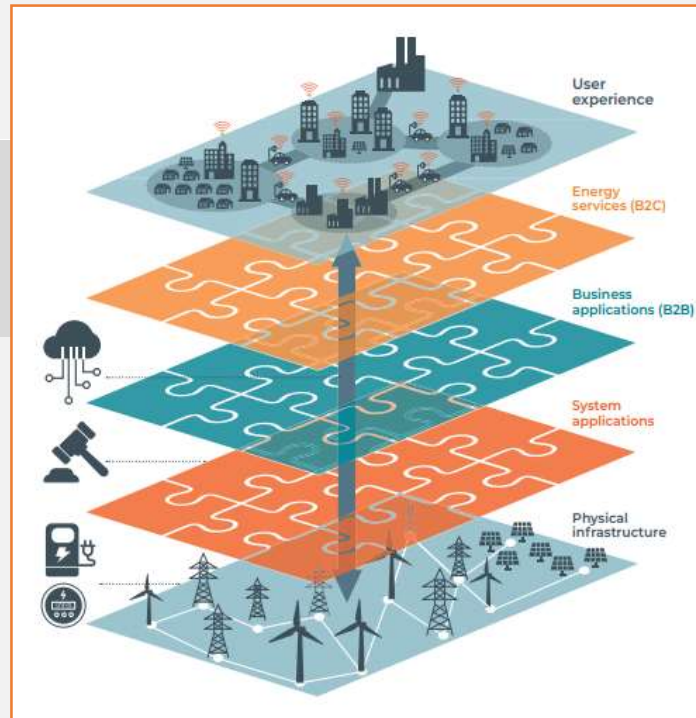 User
experience
Energy
services (B2C)
Business
applications (B2B)
System
applications
Physical
infrastructure